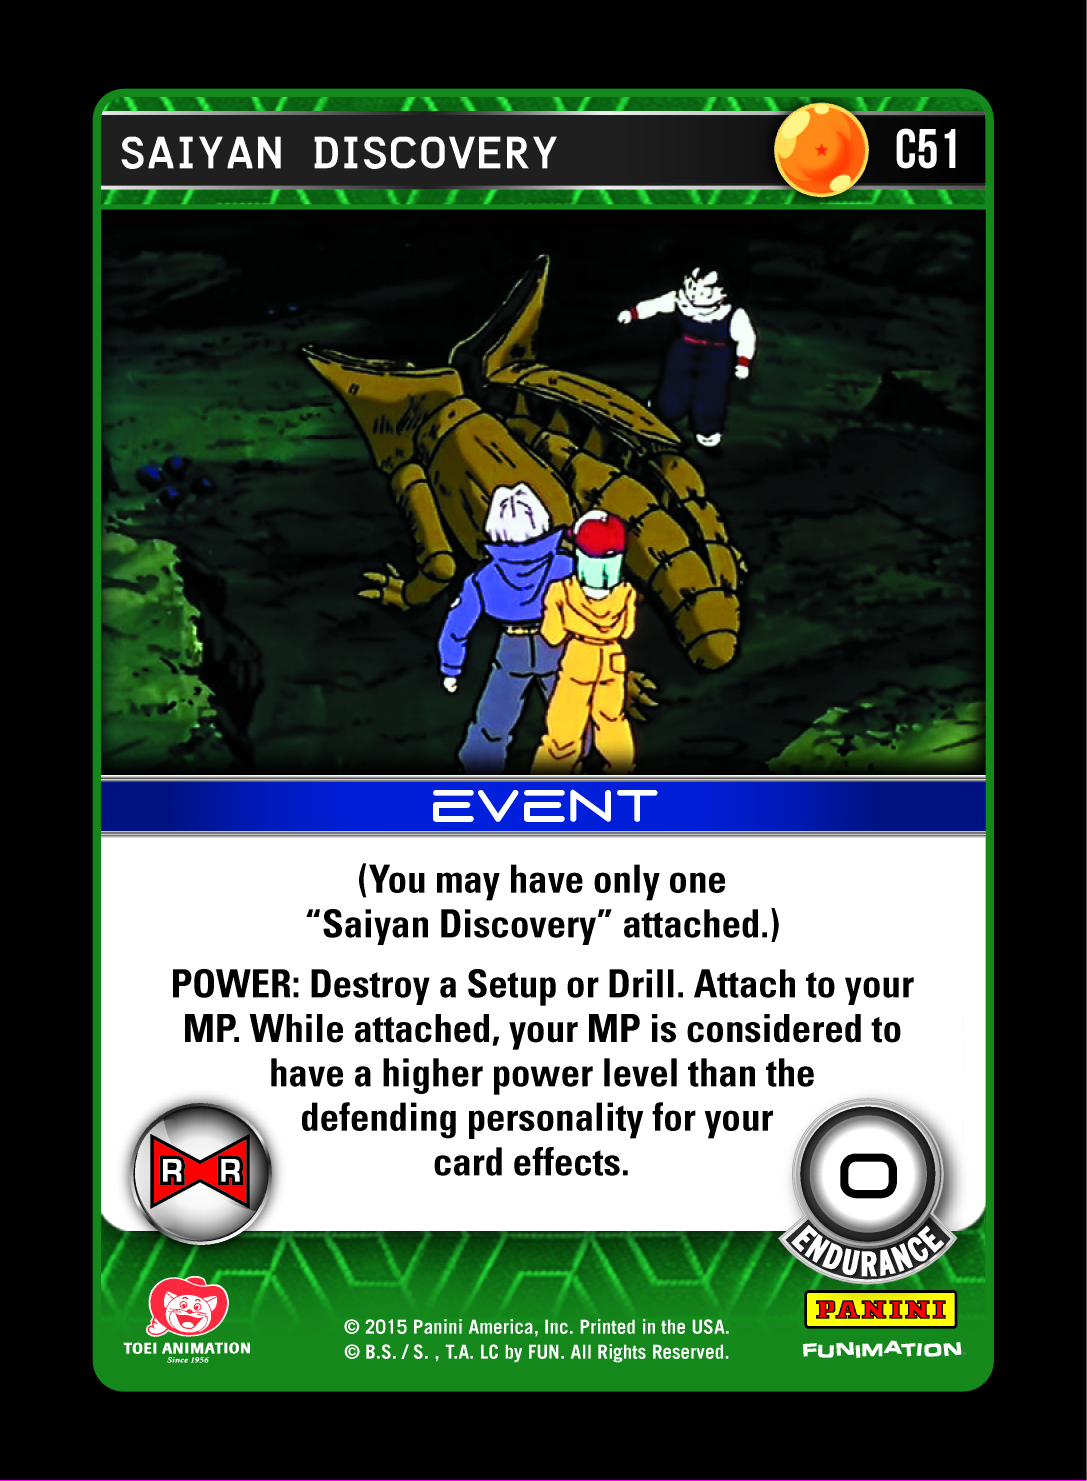 SAIYAN DISCOVERY
C51
EVENT
(You may have only one
“Saiyan Discovery” attached.)
POWER: Destroy a Setup or Drill. Attach to your
MP. While attached, your MP is considered to
have a higher power level than the
defending personality for your
card effects.
R R
0
ENDURANCE
TOEI ANIMATION
Since 1956
© 2015 Panini America, Inc. Printed in the USA.
© B.S. / S. , T.A. LC by FUN. All Rights Reserved.
PANINI
FUNIMATION